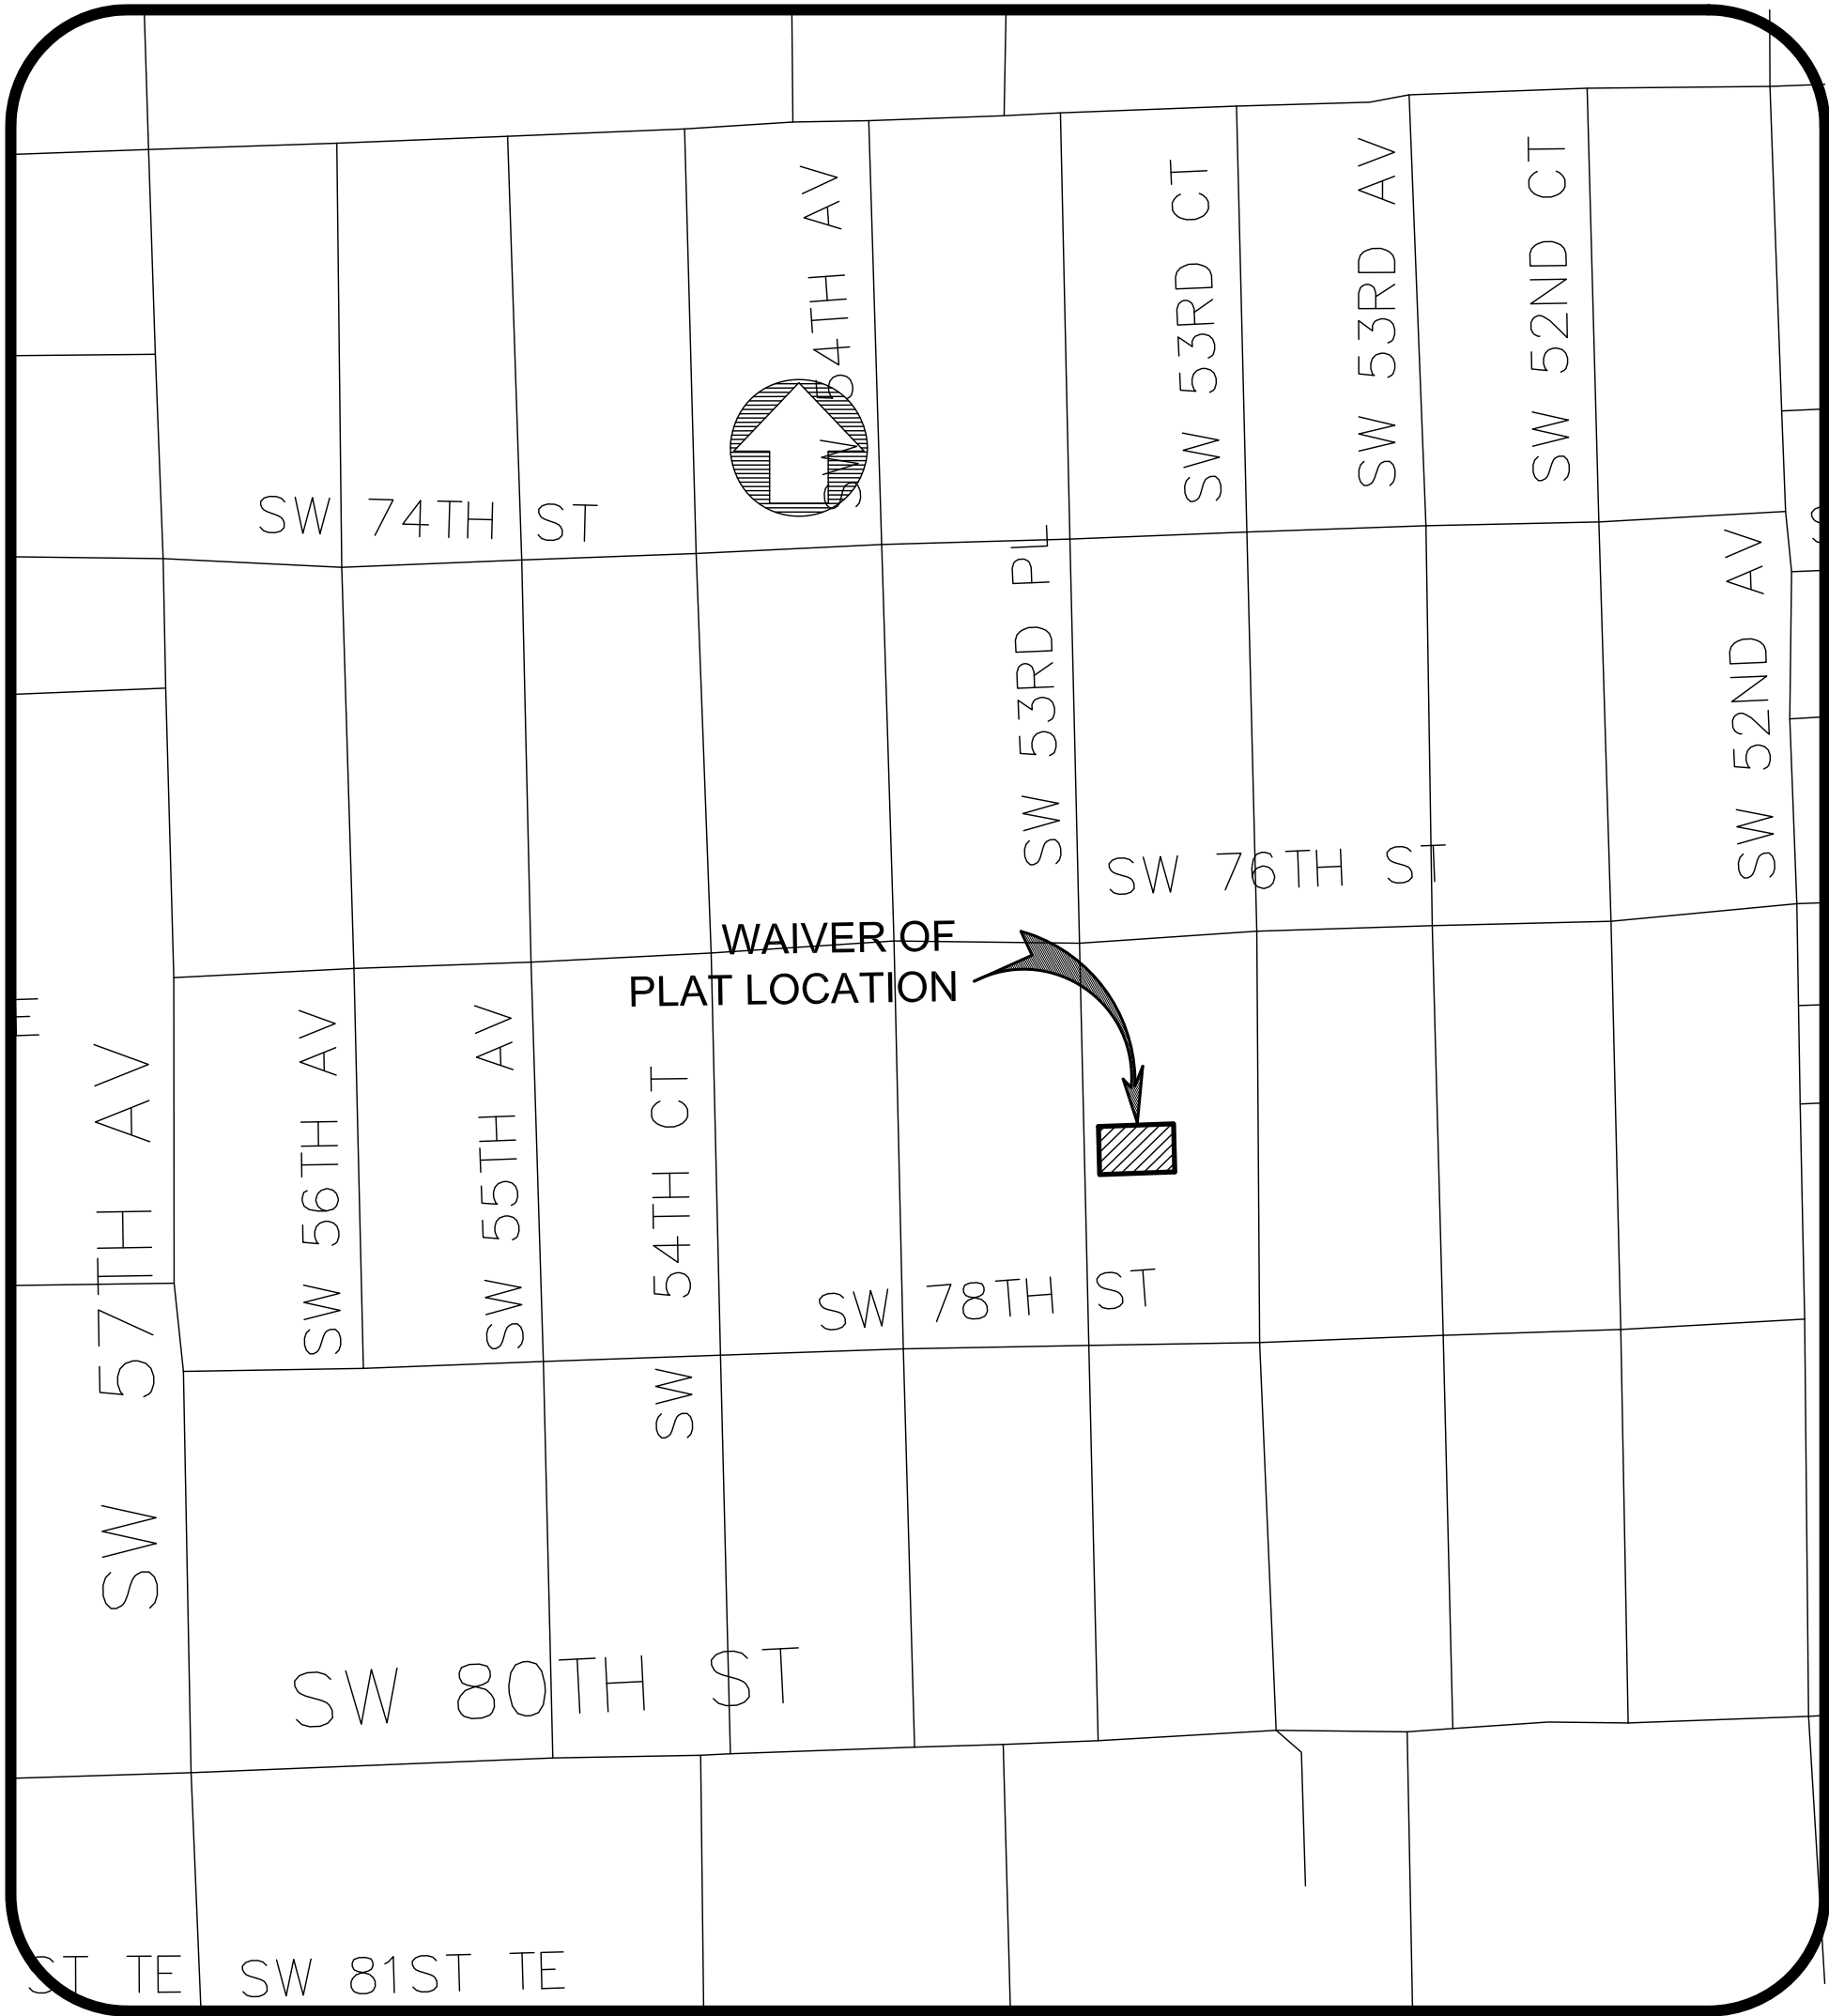 SW 54TH AV
SW 53RD CT
SW 53RD AV
SW 52ND CT
SW 74TH ST
SW 53RD PL
SW 52ND AV
SW 76TH ST
WAIVER OF
PLAT LOCATION
SW 57TH AV
SW 56TH AV
SW 55TH AV
SW 54TH CT
SW 78TH ST
SW 80TH ST
ST TE
SW 81ST TE